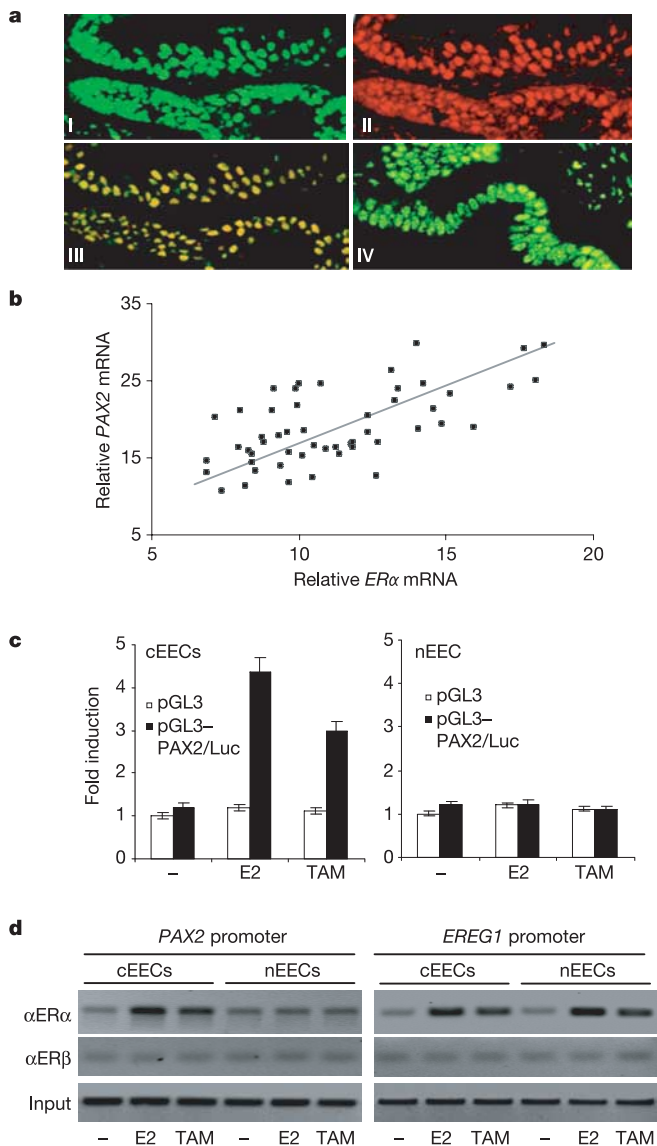 a
I
II
III
IV
b
35
25
15
5
Relative PAX2 mRNA
5
10
15
20
Relative ERα mRNA
c
5
4
3
2
1
0
Fold induction
cEECs
pGL3
pGL3–
PAX2/Luc
–
E2
TAM
5
4
3
2
1
0
nEEC
pGL3
pGL3–
PAX2/Luc
–
E2
TAM
d
PAX2 promoter
EREG1 promoter
cEECs
nEECs
cEECs
nEECs
αERα
αERβ
Input
– E2 TAM – E2 TAM
– E2 TAM – E2 TAM